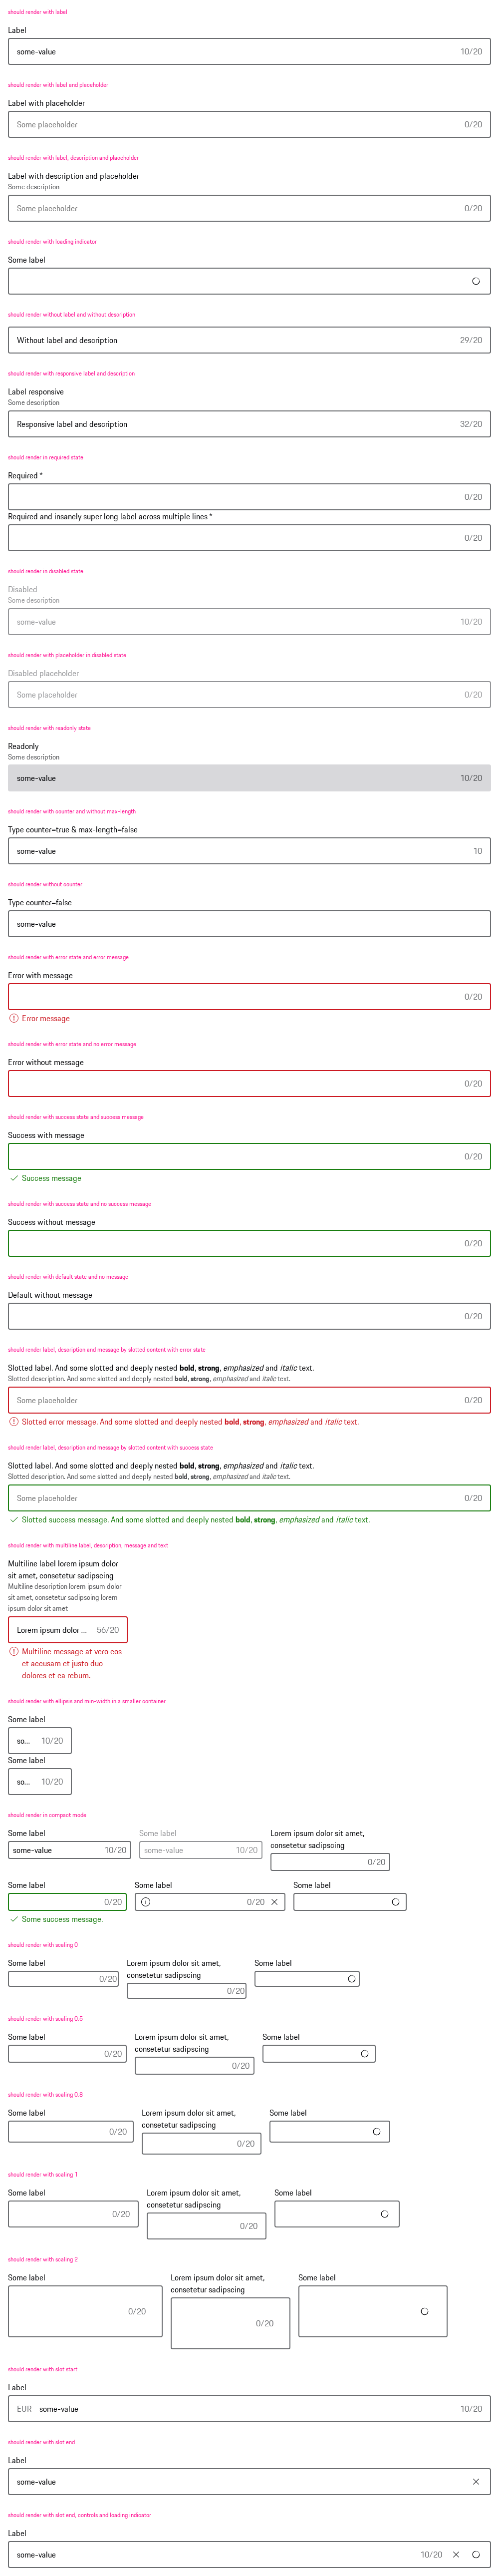 should render with label
Label
some-value 10/20
should render with label and placeholder
Label with placeholder
Some placeholder 0/20
should render with label, description and placeholder
Label with description and placeholder
Some description
Some placeholder 0/20
should render with loading indicator
Some label
should render without label and without description
Without label and description 29/20
should render with responsive label and description
Label responsive
Some description
Responsive label and description 32/20
should render in required state
Required *
0/20
Required and insanely super long label across multiple lines *
0/20
should render in disabled state
Disabled
Some description
some-value 10/20
should render with placeholder in disabled state
Disabled placeholder
Some placeholder 0/20
should render with readonly state
Readonly
Some description
some-value 10/20
should render with counter and without max-length
Type counter=true & max-length=false
some-value 10
should render without counter
Type counter=false
some-value
should render with error state and error message
Error with message
0/20
Error message
should render with error state and no error message
Error without message
0/20
should render with success state and success message
Success with message
0/20
Success message
should render with success state and no success message
Success without message
0/20
should render with default state and no message
Default without message
0/20
should render label, description and message by slotted content with error state
Slotted label. And some slotted and deeply nested bold, strong, emphasized and italic text.
Slotted description. And some slotted and deeply nested bold, strong, emphasized and italic text.
Some placeholder 0/20
Slotted error message. And some slotted and deeply nested bold, strong, emphasized and italic text.
should render label, description and message by slotted content with success state
Slotted label. And some slotted and deeply nested bold, strong, emphasized and italic text.
Slotted description. And some slotted and deeply nested bold, strong, emphasized and italic text.
Some placeholder 0/20
Slotted success message. And some slotted and deeply nested bold, strong, emphasized and italic text.
should render with multiline label, description, message and text
Multiline label lorem ipsum dolor
sit amet, consetetur sadipscing
Multiline description lorem ipsum dolor
sit amet, consetetur sadipscing lorem
ipsum dolor sit amet
Lorem ipsum dolor ... 56/20
Multiline message at vero eos
et accusam et justo duo
dolores et ea rebum.
should render with ellipsis and min-width in a smaller container
Some label
so... 10/20
Some label
so... 10/20
should render in compact mode
Some label
some-value 10/20
Some label
some-value 10/20
Lorem ipsum dolor sit amet,
consetetur sadipscing
0/20
Some label
0/20
Some success message.
Some label
0/20
Some label
should render with scaling 0
Some label
0/20
Lorem ipsum dolor sit amet,
consetetur sadipscing
0/20
Some label
should render with scaling 0.5
Some label
0/20
Lorem ipsum dolor sit amet,
consetetur sadipscing
0/20
Some label
should render with scaling 0.8
Some label
0/20
Lorem ipsum dolor sit amet,
consetetur sadipscing
0/20
Some label
should render with scaling 1
Some label
0/20
Lorem ipsum dolor sit amet,
consetetur sadipscing
0/20
Some label
should render with scaling 2
Some label
0/20
Lorem ipsum dolor sit amet,
consetetur sadipscing
0/20
Some label
should render with slot start
Label
EUR some-value 10/20
should render with slot end
Label
some-value
should render with slot end, controls and loading indicator
Label
some-value 10/20